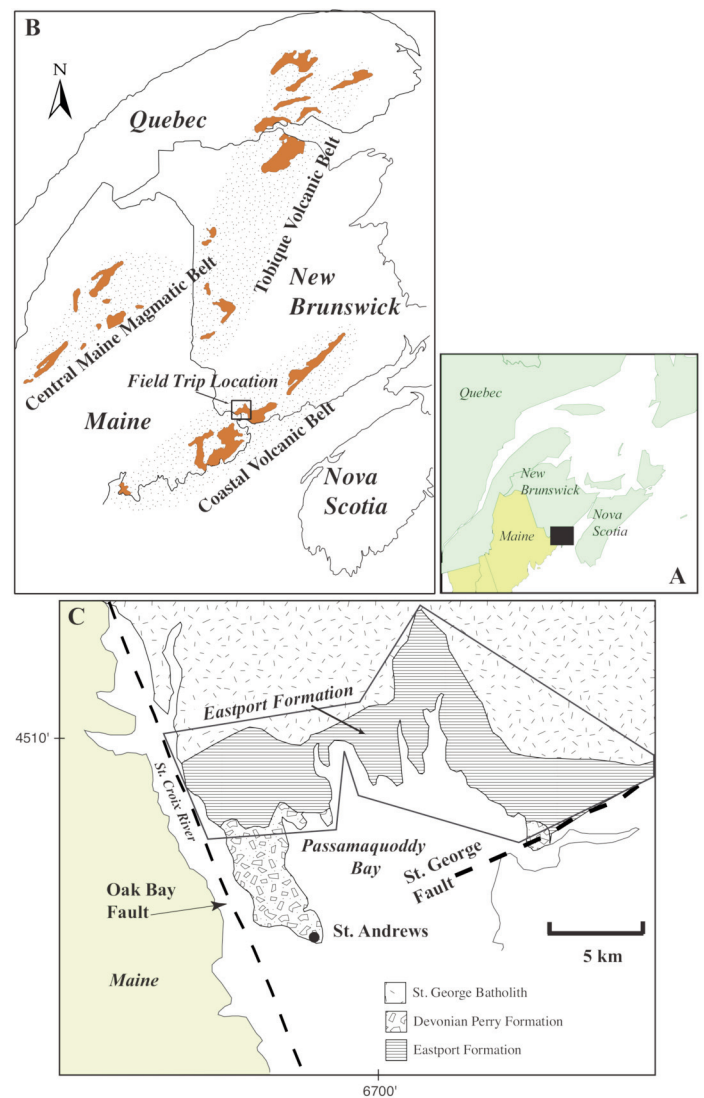 B
N
Quebec
Tobique Volcanic Belt
New
Brunswick
Central Maine Magmatic Belt
Field Trip Location
Maine
Coastal Volcanic Belt
Nova
Scotia
Quebec
New
Brunswick
Nova
Scotia
Maine
A
C
Eastport Formation
4510'
St. Croix River
Passamaquoddy
Bay
St. George
Fault
Oak Bay
Fault
St. Andrews
5 km
Maine
St. George Batholith
Devonian Perry Formation
Eastport Formation
6700'